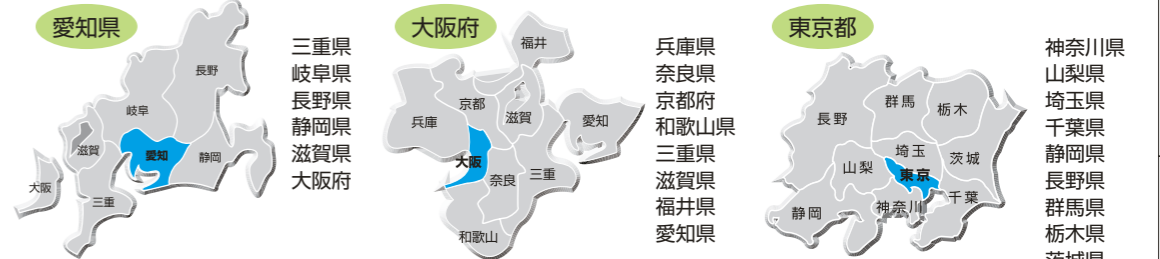 愛知県
長野
岐阜
滋賀
愛知
静岡
大阪
三重
三重県
岐阜県
長野県
静岡県
滋賀県
大阪府
大阪府
福井
京都
滋賀
兵庫
愛知
大阪
三重
奈良
和歌山
兵庫県
奈良県
京都府
和歌山県
三重県
滋賀県
福井県
愛知県
東京都
群馬
栃木
長野
埼玉
茨城
山梨
東京
千葉
静岡
神奈川
神奈川県
山梨県
埼玉県
千葉県
静岡県
長野県
群馬県
栃木県
茨城県